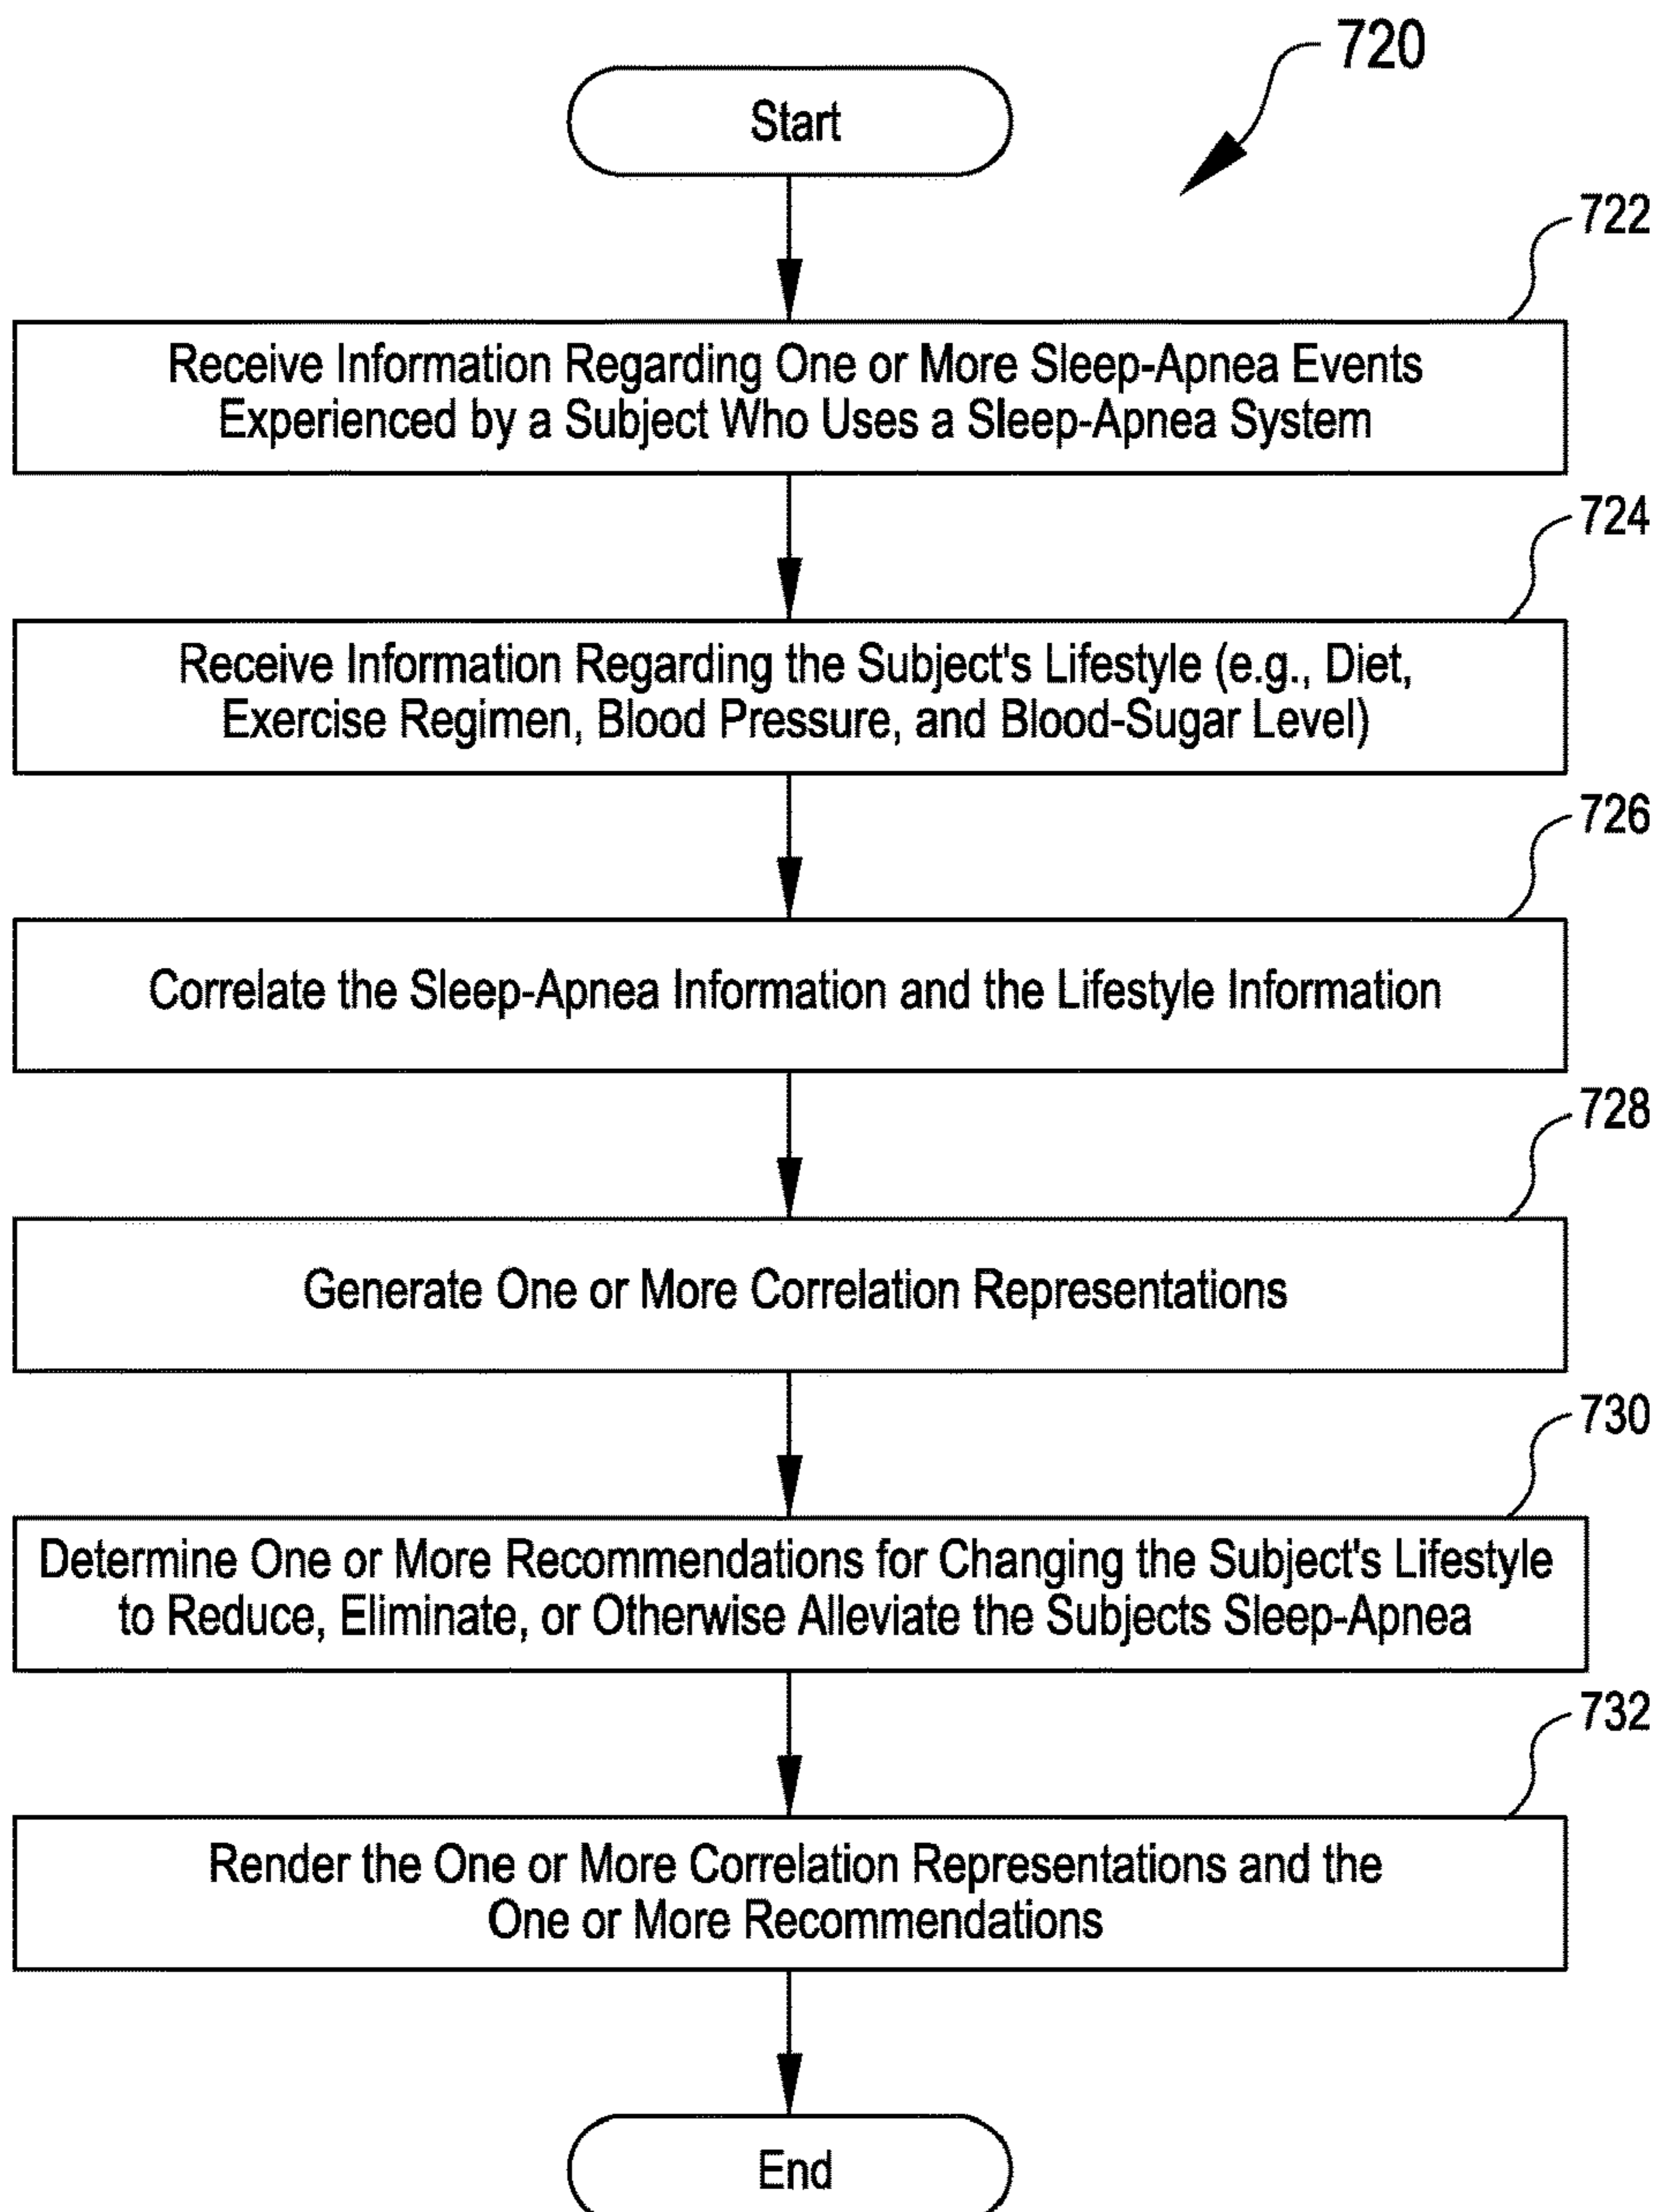 720
Start
722
Receive Information Regarding One or More Sleep-Apnea Events
Experienced by a Subject Who Uses a Sleep-Apnea System
724
Receive Information Regarding the Subject's Lifestyle (e.g., Diet,
Exercise Regimen, Blood Pressure, and Blood-Sugar Level)
726
Correlate the Sleep-Apnea Information and the Lifestyle Information
728
Generate One or More Correlation Representations
730
Determine One or More Recommendations for Changing the Subject's Lifestyle
to Reduce, Eliminate, or Otherwise Alleviate the Subjects Sleep-Apnea
732
Render the One or More Correlation Representations and the
One or More Recommendations
End